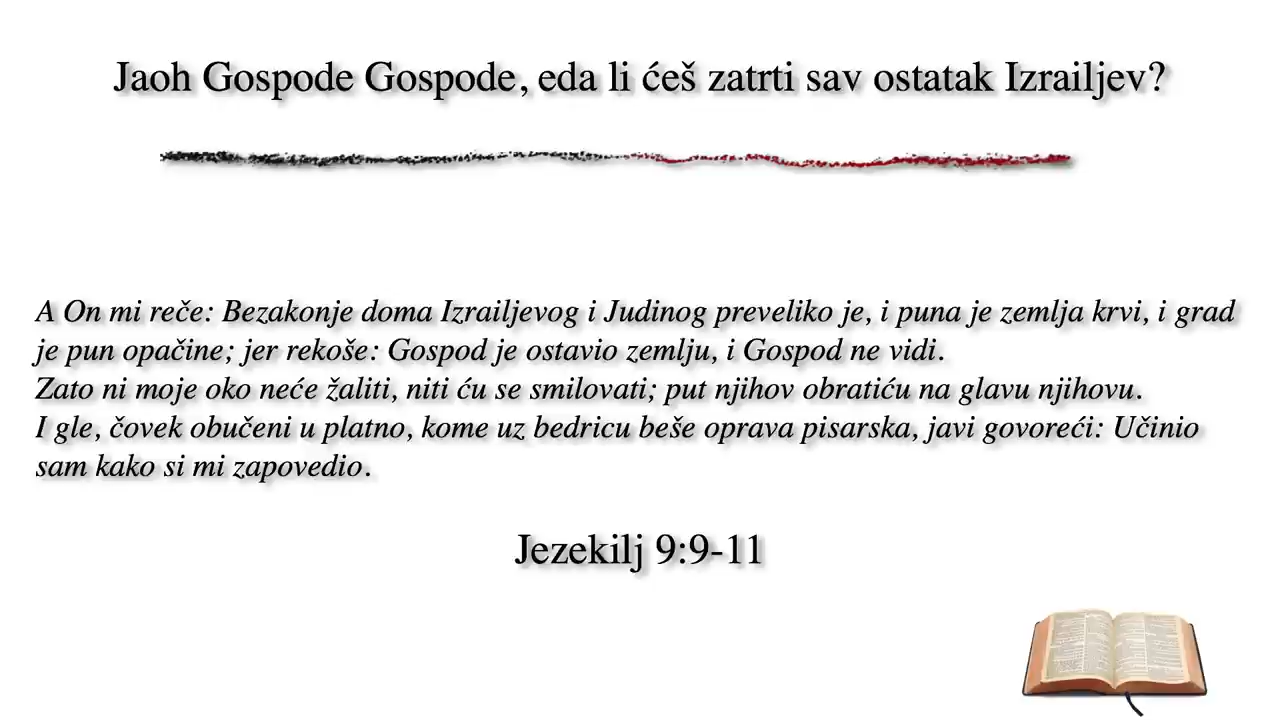 Jaoh Gospode Gospode, eda li ćeš zatrti sav ostatak Izrailjev?
A On mi reče: Bezakonje doma Izrailjevog i Judinog preveliko je, i puna je zemlja krvi, i grad
je pun opačine; jer rekoše: Gospod je ostavio zemlju, i Gospod ne vidi.
Zato ni moje oko neće žaliti, niti ću se smilovati; put njihov obratiću na glavu njihovu.
I gle, čovek obučeni u platno, kome uz bedricu beše oprava pisarska, javi govoreći: Učinio
sam kako si mi zapovedio.
Jezekilj 9:9-11